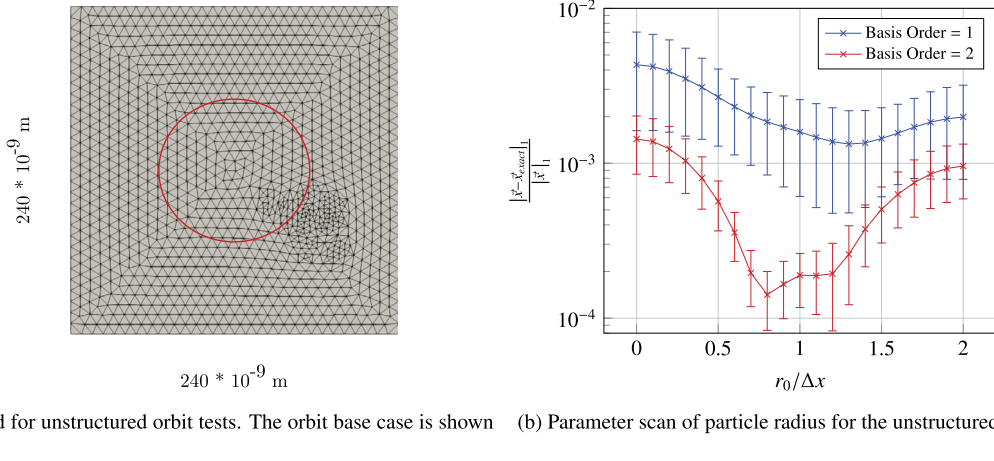 240 * 10-9 m
240 * 10-9 m
10-2
10-3
10-4
|x⃗−x⃗exact|1
|x⃗|1
Basis Order = 1
Basis Order = 2
0
0.5
1
1.5
2
r0/Δx
d for unstructured orbit tests. The orbit base case is shown
(b) Parameter scan of particle radius for the unstructured